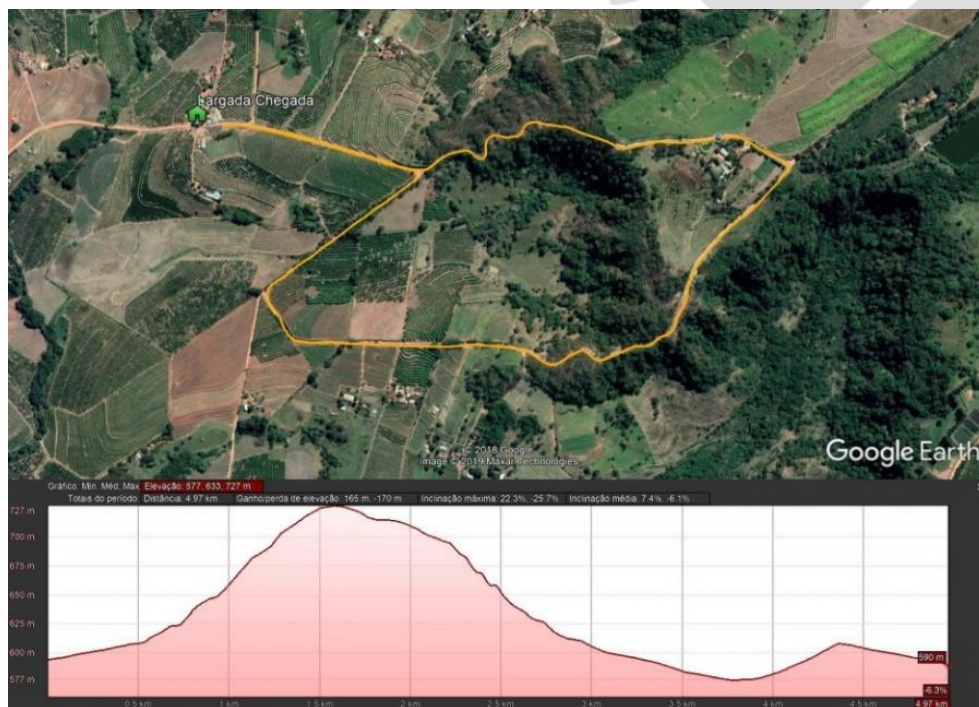 Largada Chegada
© 2018 Google
Image © 2019 Maxar Technologies
Google Earth
Gráfico: Mín, Méd, Máx Elevação: 577, 633, 727 m
Totais do período: Distância: 4.97 km Ganho/perda de elevação: 165 m, -170 m Inclinação máxima: 22.3%, -25.7% Inclinação média: 7.4%, -6.1%
727 m
700 m
675 m
650 m
625 m
600 m
590 m
577 m
-6.3%
0.5 km 1 km 1.5 km 2 km 2.5 km 3 km 3.5 km 4 km 4.5 km 4.97 km